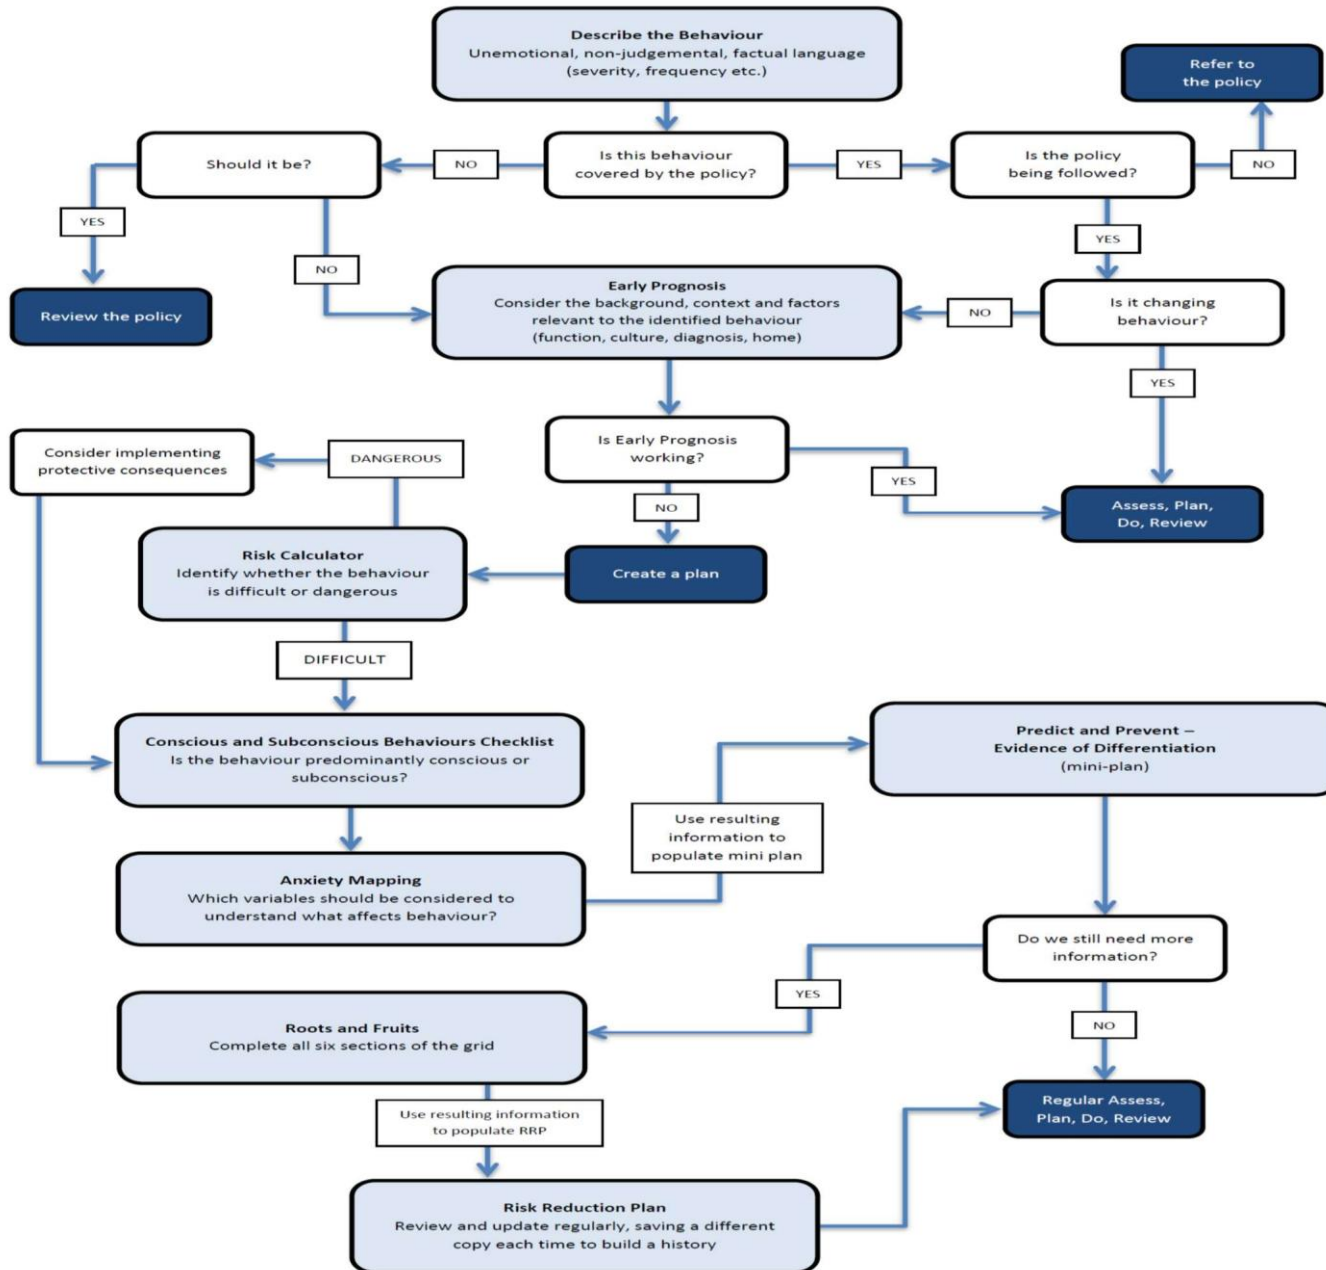 Describe the Behaviour
Unemotional, non-judgemental, factual language
(severity, frequency etc.)
Refer to
the policy
Should it be?
NO
Is this behaviour
covered by the policy?
YES
Is the policy
being followed?
NO
YES
YES
NO
Review the policy
Early Prognosis
Consider the background, context and factors
relevant to the identified behaviour
(function, culture, diagnosis, home)
NO
Is it changing
behaviour?
YES
Consider implementing
protective consequences
DANGEROUS
Is Early Prognosis
working?
YES
NO
Assess, Plan,
Do, Review
Risk Calculator
Identify whether the behaviour
is difficult or dangerous
Create a plan
DIFFICULT
Conscious and Subconscious Behaviours Checklist
Is the behaviour predominantly conscious or
subconscious?
Predict and Prevent –
Evidence of Differentiation
(mini-plan)
Use resulting
information to
populate mini plan
Anxiety Mapping
Which variables should be considered to
understand what affects behaviour?
Do we still need more
information?
YES
NO
Roots and Fruits
Complete all six sections of the grid
Use resulting information
to populate RRP
Regular Assess,
Plan, Do, Review
Risk Reduction Plan
Review and update regularly, saving a different
copy each time to build a history